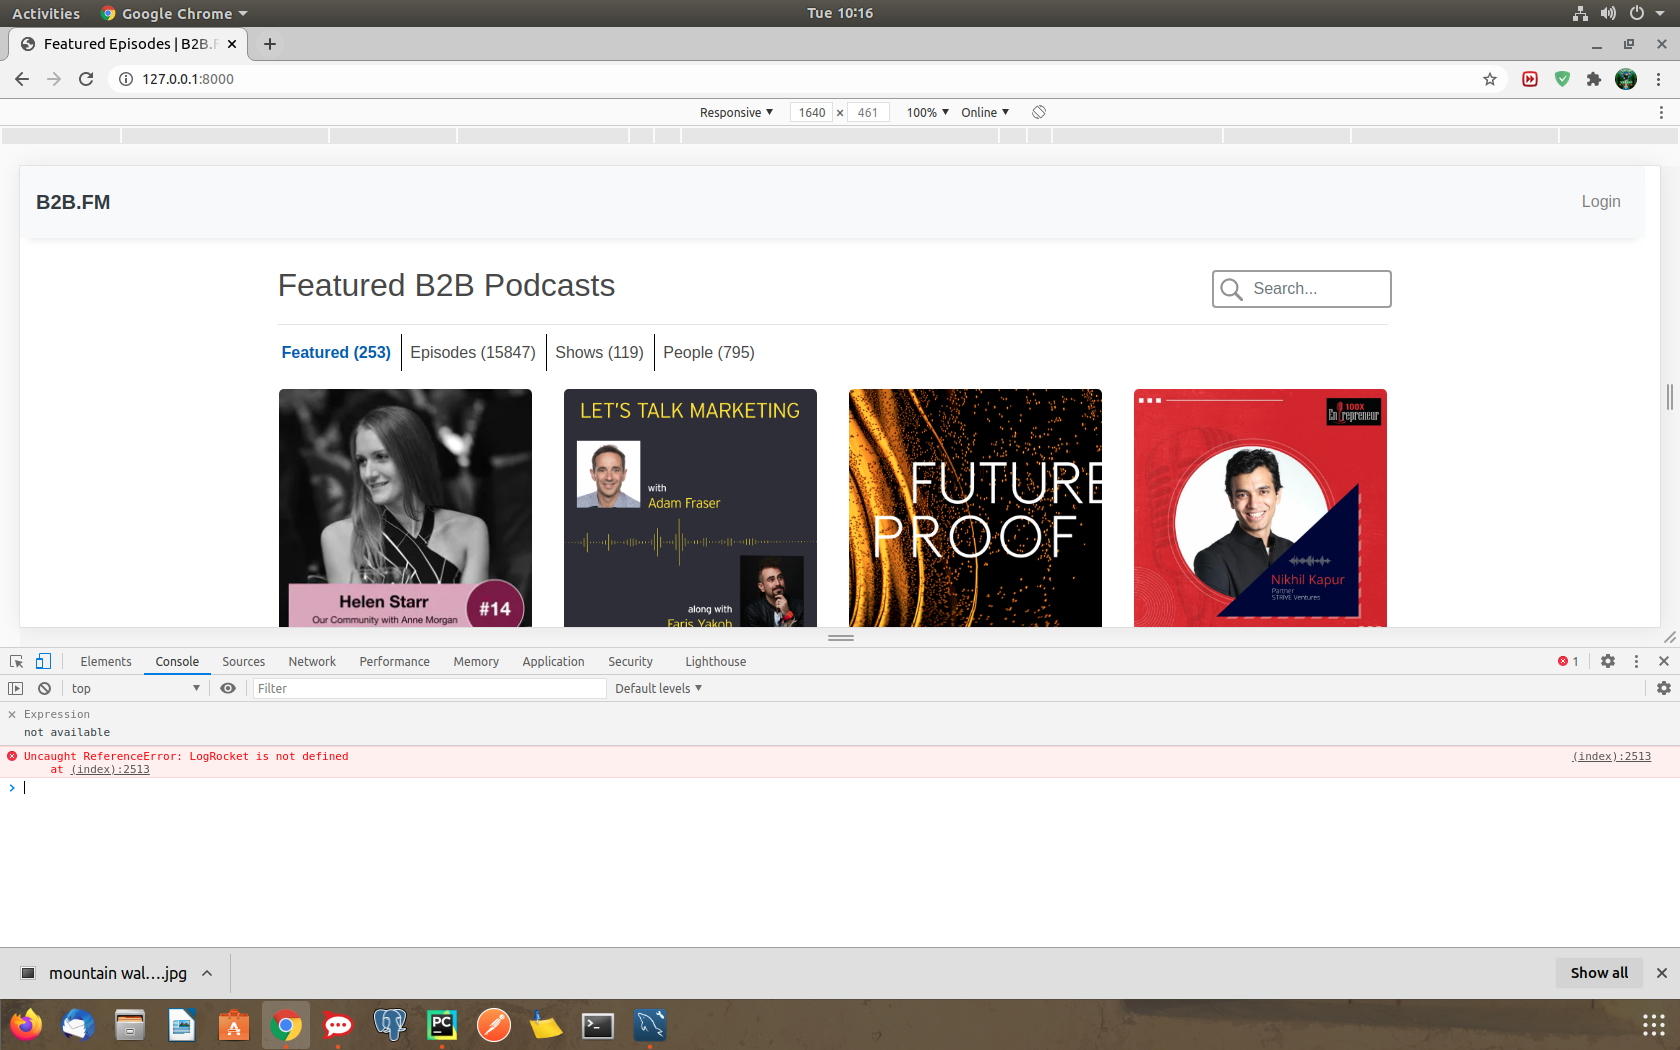 Activities Google Chrome Tue 10:16
Featured Episodes | B2B.F
127.0.0.1:8000
Responsive 1640 × 461 100% Online
B2B.FM Login
Featured B2B Podcasts Search...
Featured (253) Episodes (15847) Shows (119) People (795)
Helen Starr
Our Community with Anne Morgan
#14
LET'S TALK MARKETING
with
Adam Fraser
along with
Faris Yakob
FUTURE
PROOF
100X
Entrepreneur
Nikhil Kapur
Partner
STRIVE Ventures
Elements Console Sources Network Performance Memory Application Security Lighthouse 1
top Filter Default levels
Expression
not available
Uncaught ReferenceError: LogRocket is not defined (index):2513
at (index):2513
mountain wal....jpg Show all
PC